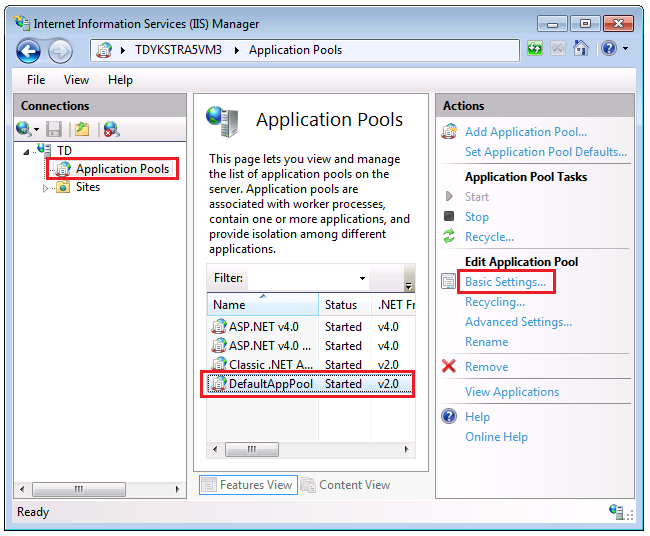 Internet Information Services (IIS) Manager
TDYKSTRA5VM3 Application Pools
File View Help
Connections
TD
Application Pools
Sites
Application Pools
This page lets you view and manage
the list of application pools on the
server. Application pools are
associated with worker processes,
contain one or more applications, and
provide isolation among different
applications.
Filter:
Name Status .NET Fr
ASP.NET v4.0 Started v4.0
ASP.NET v4.0 ... Started v4.0
Classic .NET A... Started v2.0
DefaultAppPool Started v2.0
Features View Content View
Actions
Add Application Pool...
Set Application Pool Defaults...
Application Pool Tasks
Start
Stop
Recycle...
Edit Application Pool
Basic Settings...
Recycling...
Advanced Settings...
Rename
Remove
View Applications
Help
Online Help
Ready